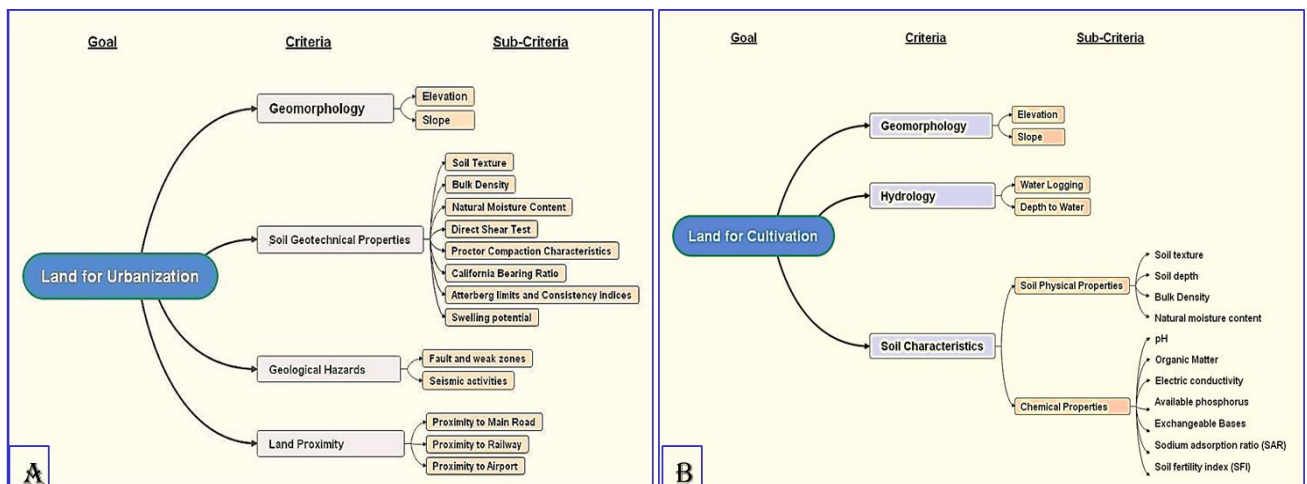 Goal Criteria Sub-Criteria
Land for Urbanization
Geomorphology
Elevation
Slope
Soil Geotechnical Properties
Soil Texture
Bulk Density
Natural Moisture Content
Direct Shear Test
Proctor Compaction Characteristics
California Bearing Ratio
Atterberg limits and Consistency indices
Swelling potential
Geological Hazards
Fault and weak zones
Seismic activities
Land Proximity
Proximity to Main Road
Proximity to Railway
Proximity to Airport
A
Goal Criteria Sub-Criteria
Land for Cultivation
Geomorphology
Elevation
Slope
Hydrology
Water Logging
Depth to Water
Soil Characteristics
Soil Physical Properties
Soil texture
Soil depth
Bulk Density
Natural moisture content
Chemical Properties
pH
Organic Matter
Electric conductivity
Available phosphorus
Exchangeable Bases
Sodium adsorption ratio (SAR)
Soil fertility index (SFI)
B